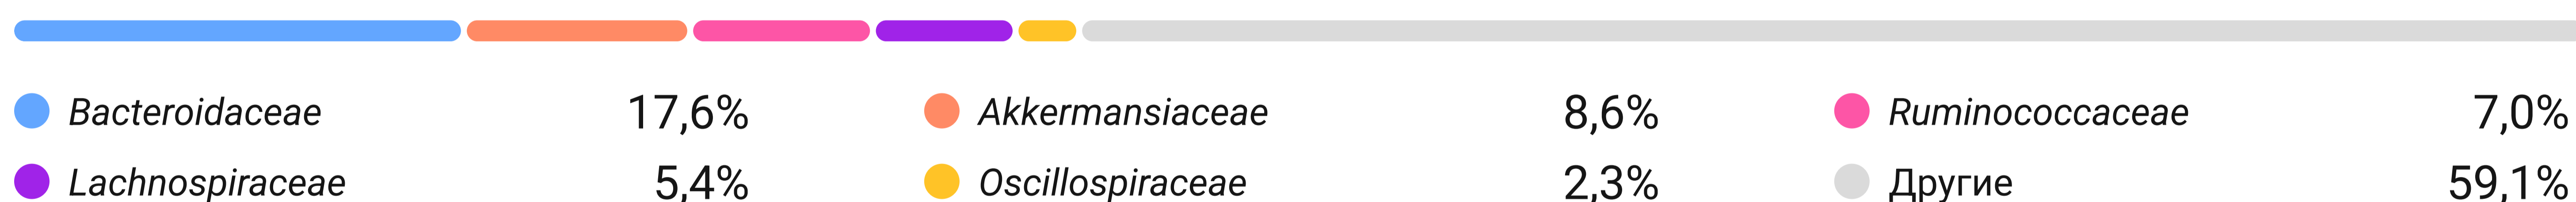 Bacteroidaceae 17,6% Akkermansiaceae 8,6% Ruminococcaceae 7,0%
Lachnospiraceae 5,4% Oscillospiraceae 2,3% Другие 59,1%